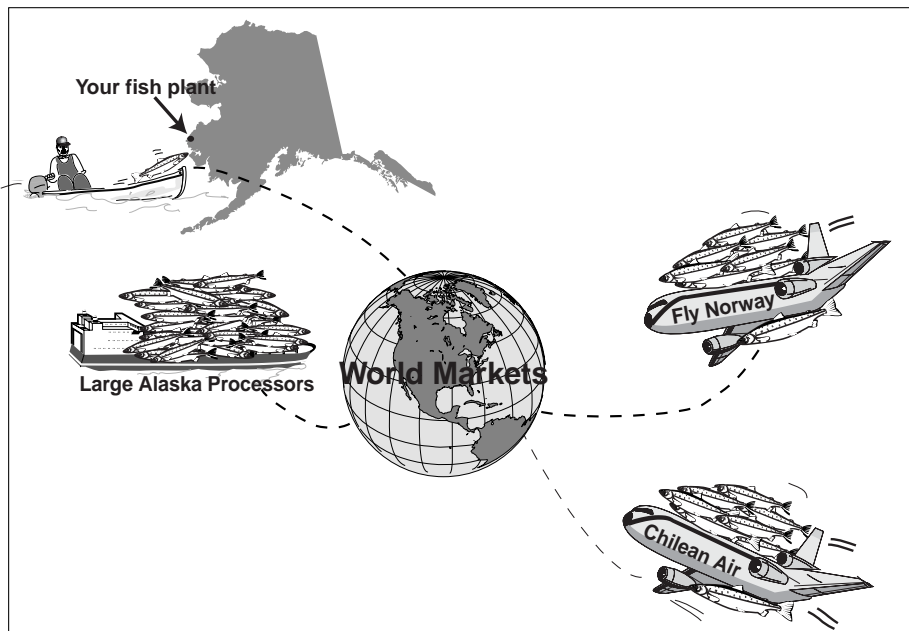 Your fish plant
Fly Norway
World Markets
Large Alaska Processors
Chilean Air